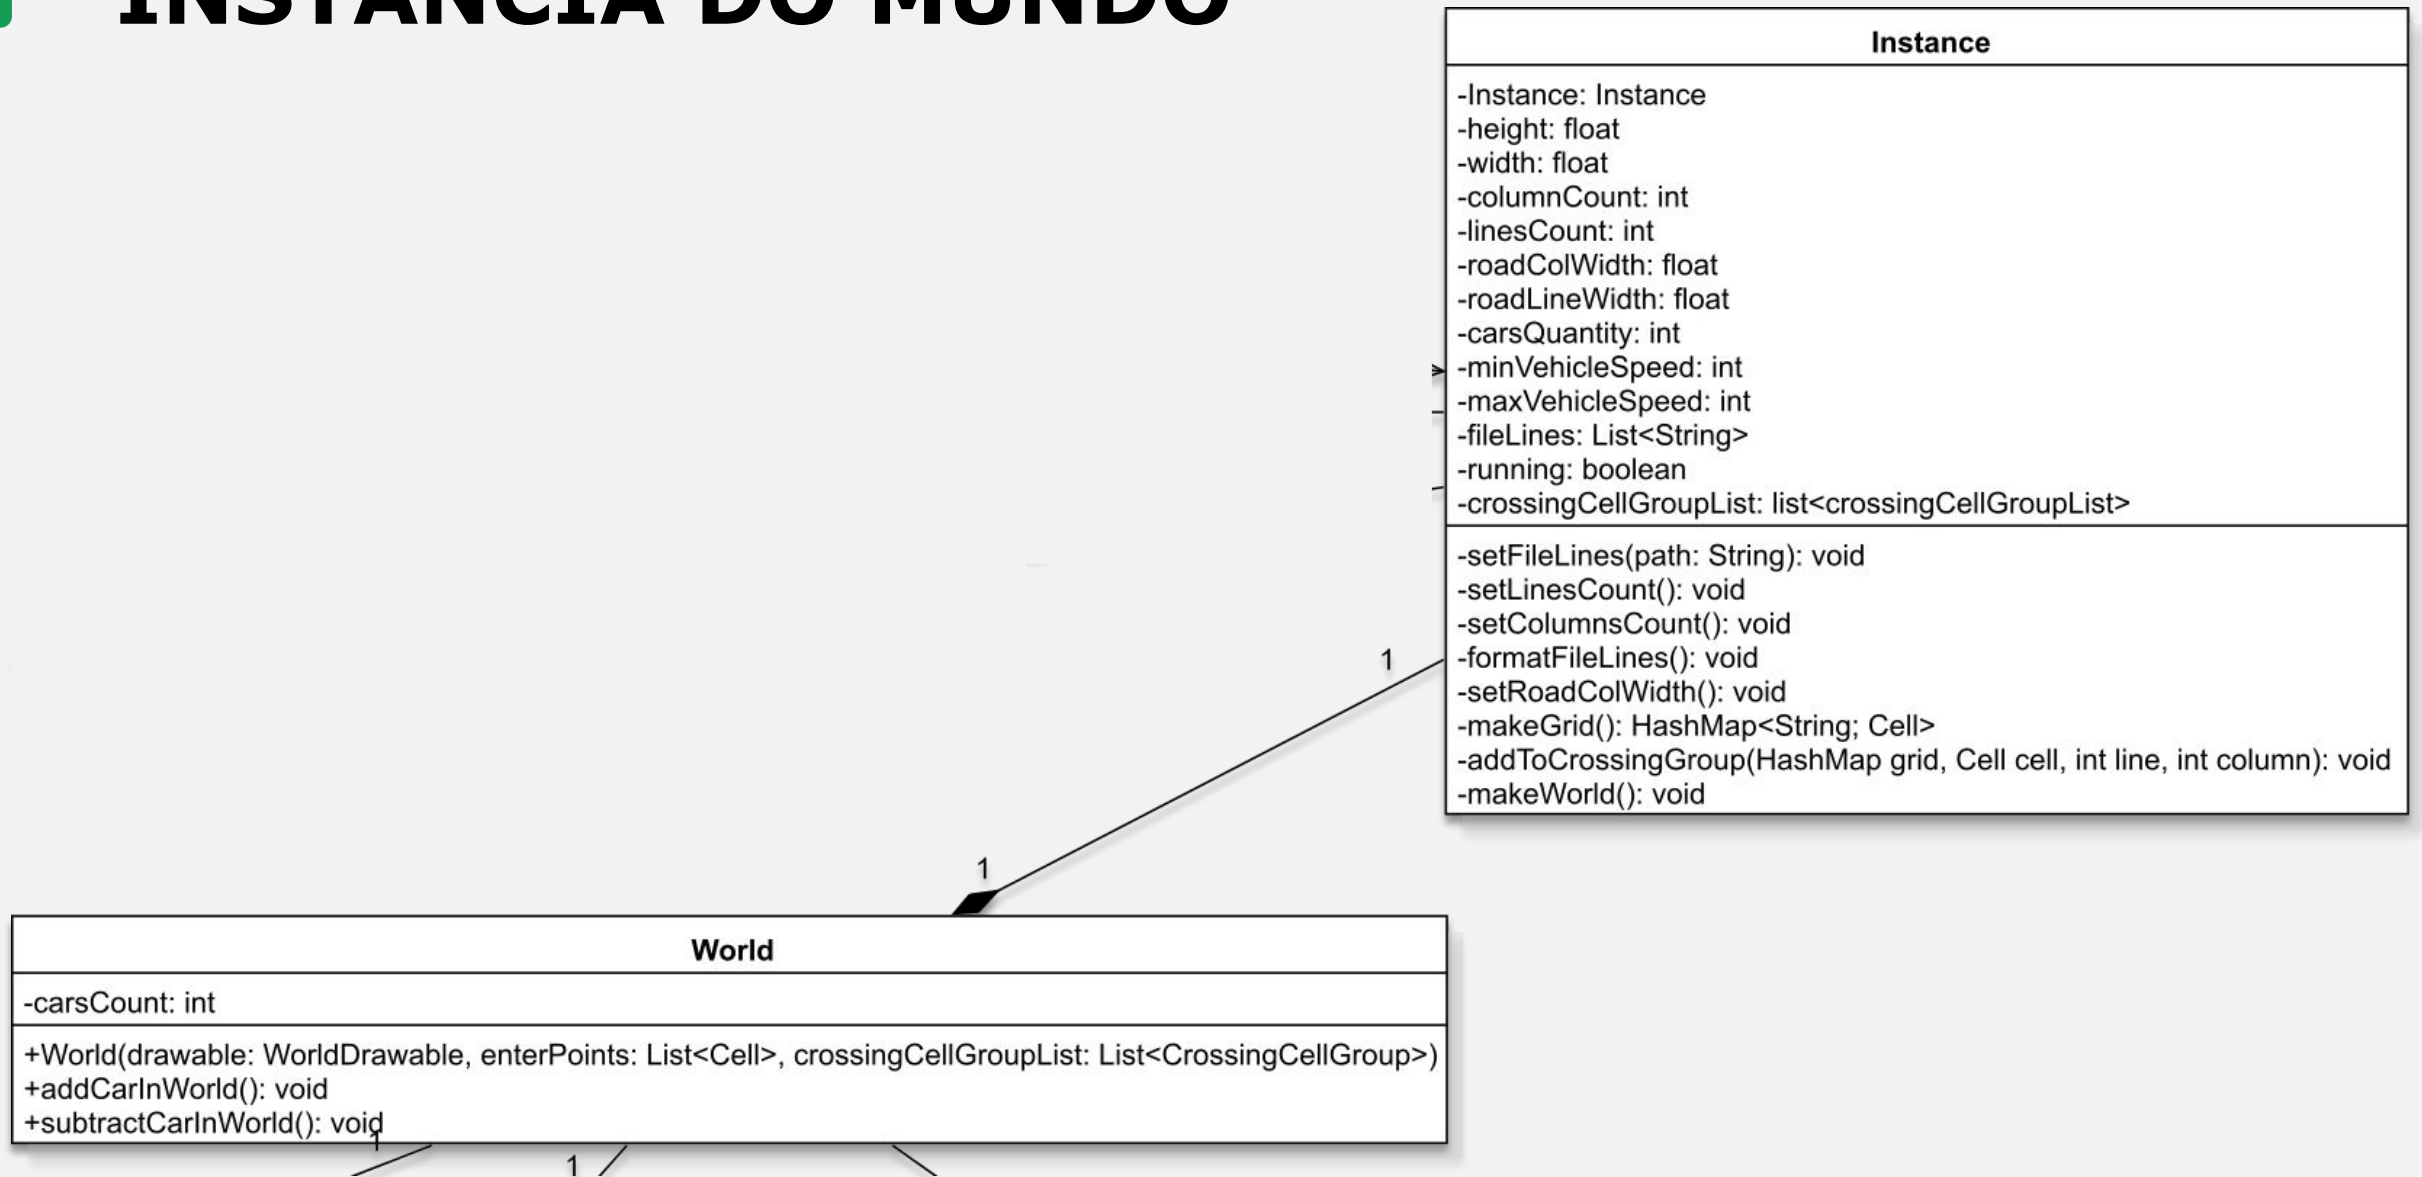 INSTÂNCIA DO MUNDO
Instance
-Instance: Instance
-height: float
-width: float
-columnCount: int
-linesCount: int
-roadColWidth: float
-roadLineWidth: float
-carsQuantity: int
-minVehicleSpeed: int
-maxVehicleSpeed: int
-fileLines: List<String>
-running: boolean
-crossingCellGroupList: list<crossingCellGroupList>
-setFileLines(path: String): void
-setLinesCount(): void
-setColumnsCount(): void
-formatFileLines(): void
-setRoadColWidth(): void
-makeGrid(): HashMap<String; Cell>
-addToCrossingGroup(HashMap grid, Cell cell, int line, int column): void
-makeWorld(): void
1
1
World
-carsCount: int
+World(drawable: WorldDrawable, enterPoints: List<Cell>, crossingCellGroupList: List<CrossingCellGroup>)
+addCarInWorld(): void
+subtractCarInWorld(): void
1
1